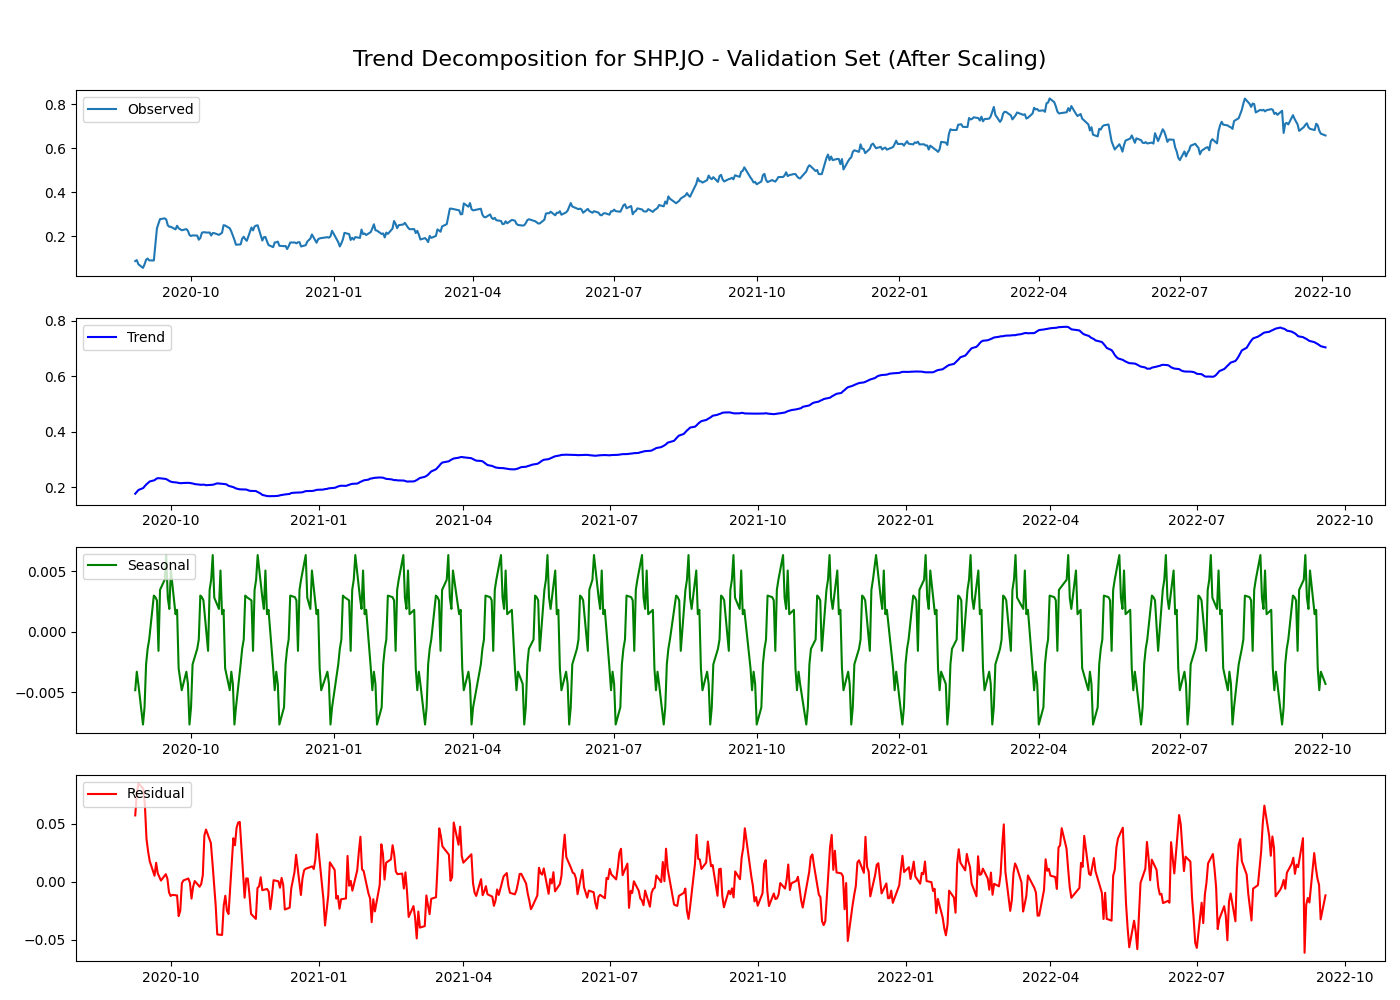 Trend Decomposition for SHP.JO - Validation Set (After Scaling)
Observed
0.8
0.6
0.4
0.2
2020-10 2021-01 2021-04 2021-07 2021-10 2022-01 2022-04 2022-07 2022-10
Trend
0.8
0.6
0.4
0.2
2020-10 2021-01 2021-04 2021-07 2021-10 2022-01 2022-04 2022-07 2022-10
Seasonal
0.005
0.000
−0.005
2020-10 2021-01 2021-04 2021-07 2021-10 2022-01 2022-04 2022-07 2022-10
Residual
0.05
0.00
−0.05
2020-10 2021-01 2021-04 2021-07 2021-10 2022-01 2022-04 2022-07 2022-10